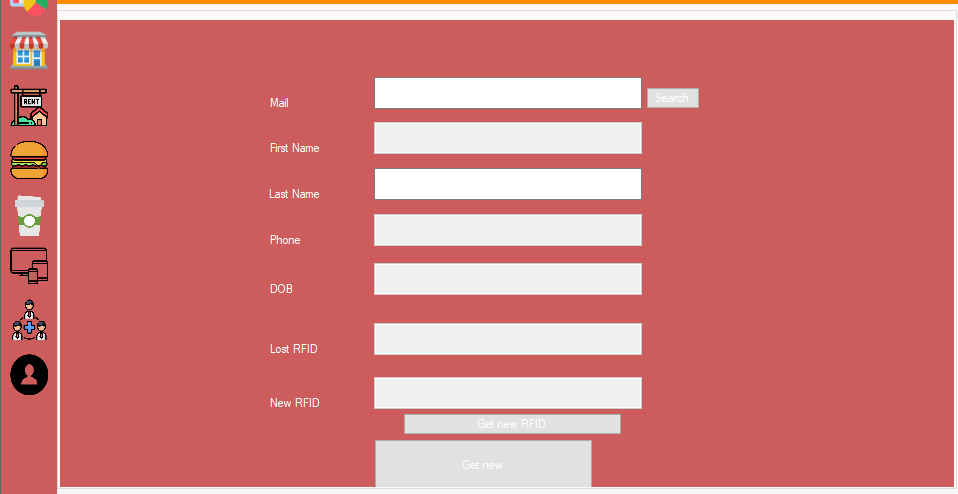 RENT
Mail
Search
First Name
Last Name
Phone
DOB
Lost RFID
New RFID
Get new RFID
Get new